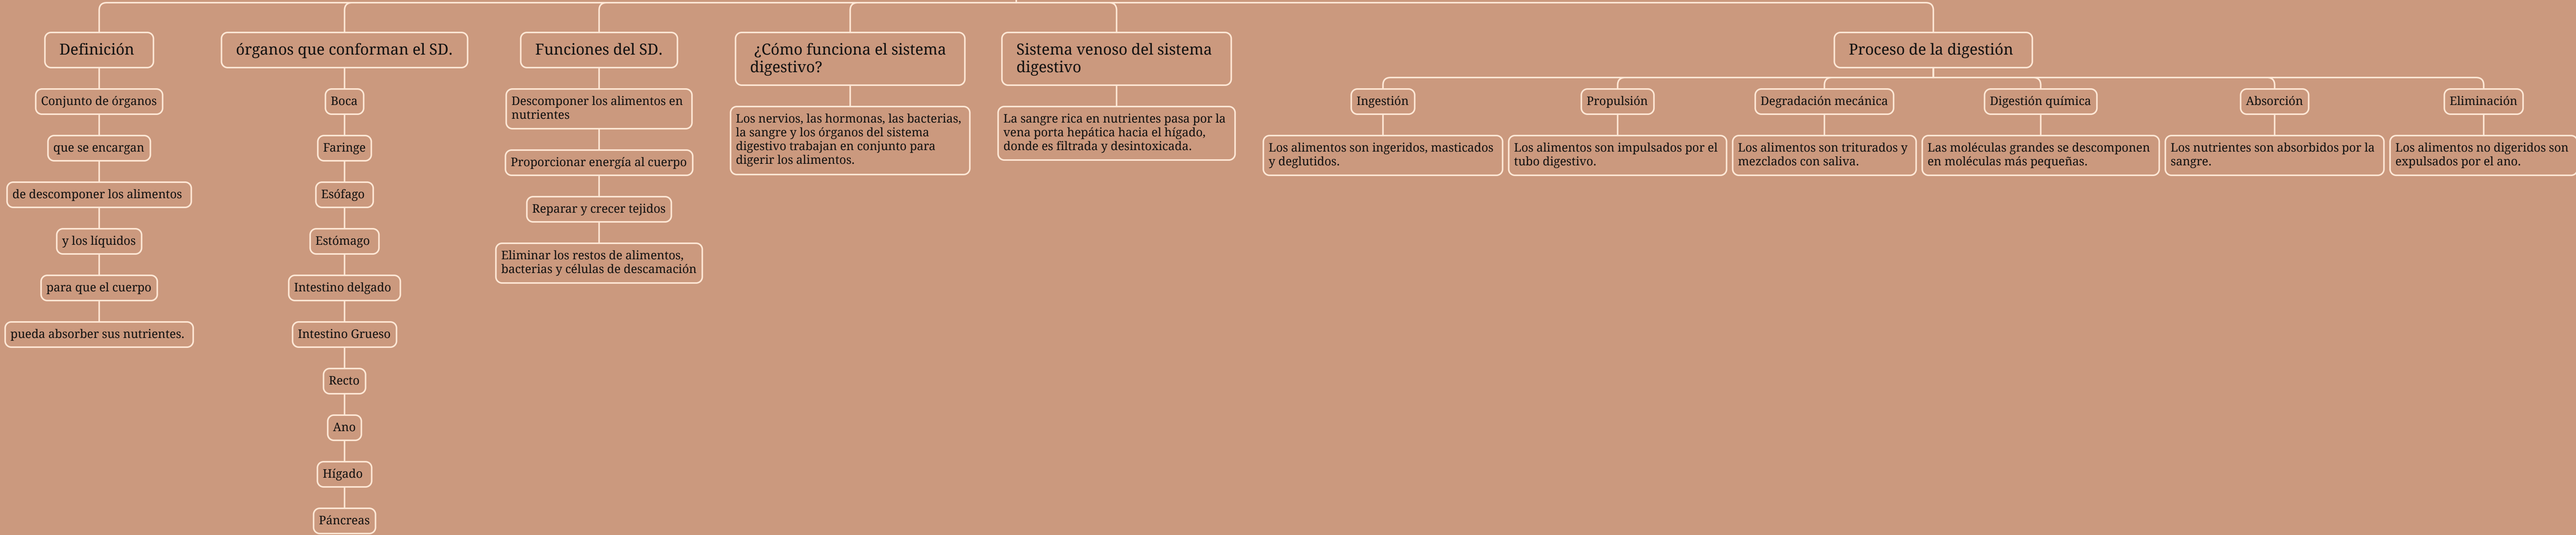 Definición
Conjunto de órganos
que se encargan
de descomponer los alimentos
y los líquidos
para que el cuerpo
pueda absorber sus nutrientes.
órganos que conforman el SD.
Boca
Faringe
Esófago
Estómago
Intestino delgado
Intestino Grueso
Recto
Ano
Hígado
Páncreas
Funciones del SD.
Descomponer los alimentos en
nutrientes
Proporcionar energía al cuerpo
Reparar y crecer tejidos
Eliminar los restos de alimentos,
bacterias y células de descamación
¿Cómo funciona el sistema
digestivo?
Los nervios, las hormonas, las bacterias,
la sangre y los órganos del sistema
digestivo trabajan en conjunto para
digerir los alimentos.
Sistema venoso del sistema
digestivo
La sangre rica en nutrientes pasa por la
vena porta hepática hacia el hígado,
donde es filtrada y desintoxicada.
Proceso de la digestión
Ingestión
Los alimentos son ingeridos, masticados
y deglutidos.
Propulsión
Los alimentos son impulsados por el
tubo digestivo.
Degradación mecánica
Los alimentos son triturados y
mezclados con saliva.
Digestión química
Las moléculas grandes se descomponen
en moléculas más pequeñas.
Absorción
Los nutrientes son absorbidos por la
sangre.
Eliminación
Los alimentos no digeridos son
expulsados por el ano.